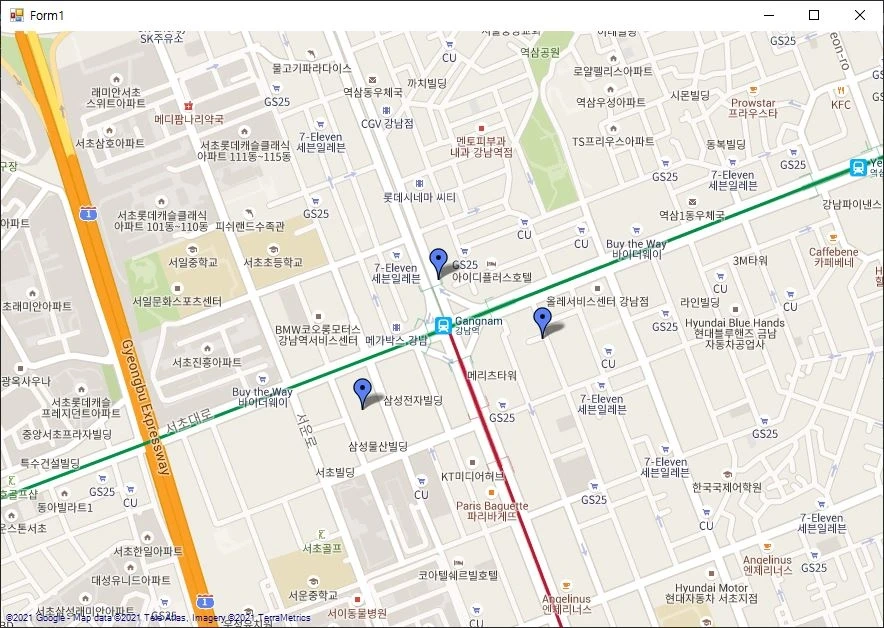 Form1
SK주유소
역삼공원
CU
GS25
eon-ro
물고기파라다이스
역삼동우체국
까치빌딩
로얄펠리스아파트
래미안서초
스위트아파트
GS25
메디팜나리약국
CGV 강남점
역삼우성아파트
시문빌딩
Prowstar
프라우스타
KFC
서초삼호아파트
서초롯데캐슬클래식
아파트 111동~115동
7-Eleven
세븐일레븐
멘토피부과
내과 강남역점
TS프리우스아파트
동복빌딩
GS25
구장
롯데시네마 씨티
GS25
7-Eleven
세븐일레븐
1
서초롯데캐슬클래식
아파트 101동~110동
피쉬랜드수족관
GS25
CU
CU
역삼1동우체국
강남파이낸스
아파트
서일중학교
서초초등학교
7-Eleven
세븐일레븐
GS25
아이디플러스호텔
Buy the Way
바이더웨이
3M타워
Caffebene
카페베네
초래미안아파트
서일문화스포츠센터
올레서비스센터 강남점
CU
라인빌딩
BMW코오롱모터스
강남역서비스센터
메가박스 강남
Gangnam
강남역
GS25
Hyundai Blue Hands
현대블루핸즈 금남
자동차공업사
서초진흥아파트
Gyeongbu Expressway
광옥사우나
서초롯데캐슬
프레지던트아파트
Buy the Way
바이더웨이
삼성전자빌딩
메리츠타워
CU
7-Eleven
세븐일레븐
서초대로
서운로
GS25
GS25
중앙서초프라자빌딩
삼성물산빌딩
특수건설빌딩
서초빌딩
KT미디어허브
7-Eleven
세븐일레븐
한국국제어학원
GS25
CU
CU
GS25
동아빌라트1
Paris Baguette
파리바게뜨
CU
7-Eleven
세븐일레븐
서초한일아파트
서초골프
Angelinus
엔제리너스
GS25
대성유니드아파트
코아텔쉐르빌호텔
서운중학교
Hyundai Motor
현대자동차 서초지점
Angelinus
엔제리너스
CU
서초삼성래미안아파트
GS25
1
서이동물병원
CU
©2021 Google - Map data ©2021 Tele Atlas, Imagery ©2021 TerraMetrics